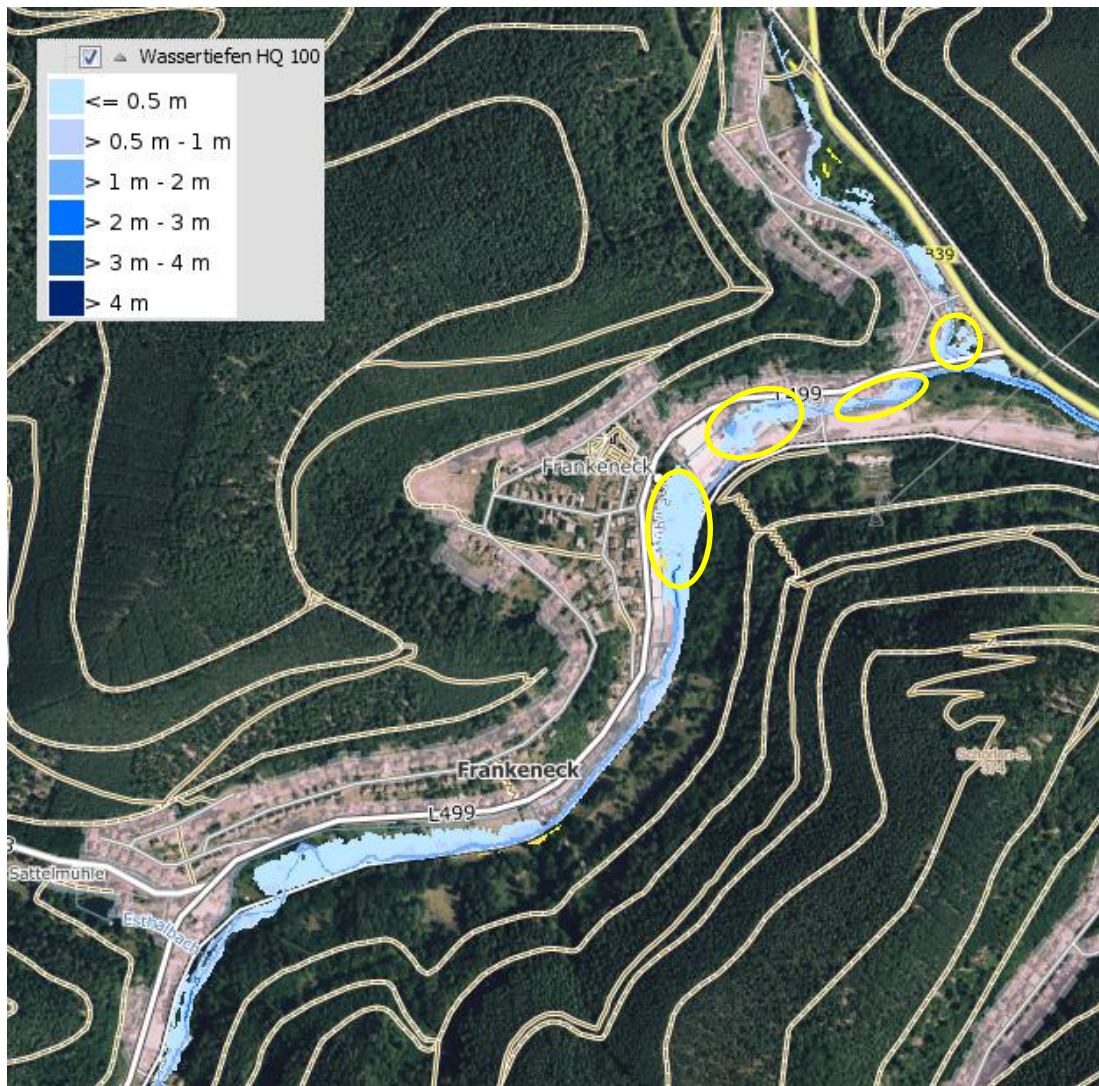 Wassertiefen HQ 100
<= 0.5 m
> 0.5 m - 1 m
> 1 m - 2 m
> 2 m - 3 m
> 3 m - 4 m
> 4 m
L499
Frankeneck
Frankeneck
L499
Sattelmühle
Esthalbach